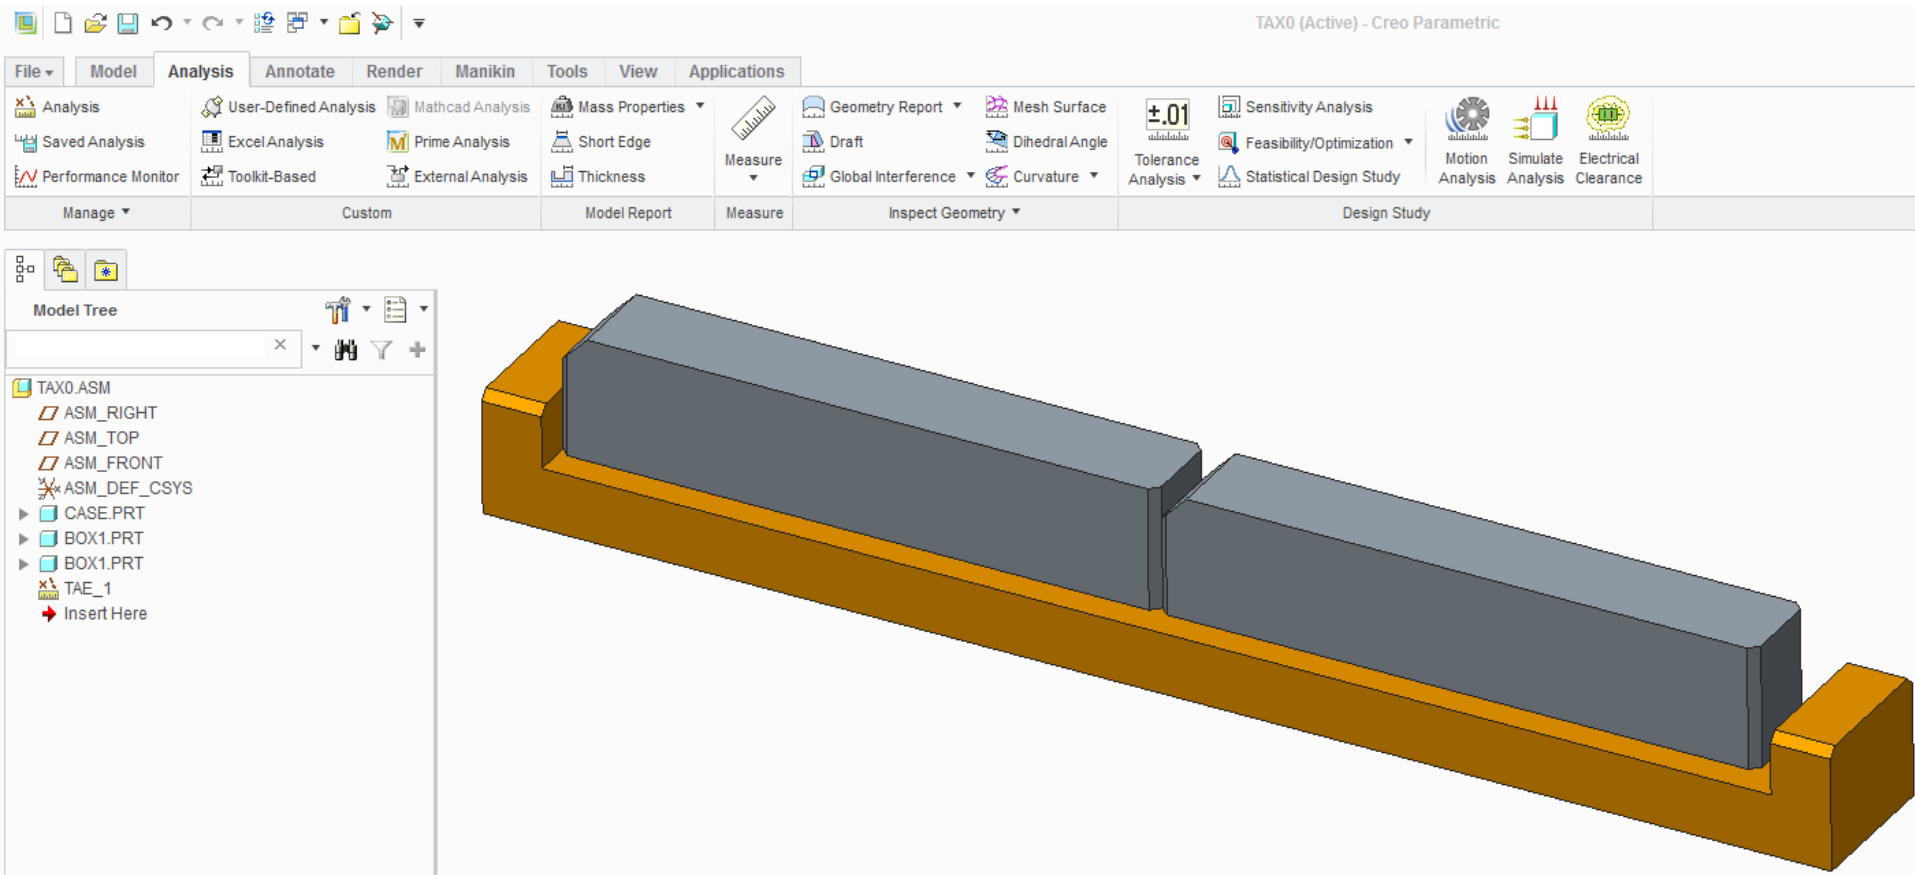 TAX0 (Active) - Creo Parametric
File Model Analysis Annotate Render Manikin Tools View Applications
Analysis User-Defined Analysis Mathcad Analysis Mass Properties Geometry Report Mesh Surface Sensitivity Analysis
Saved Analysis Excel Analysis Prime Analysis Short Edge Draft Dihedral Angle Feasibility/Optimization
Performance Monitor Toolkit-Based External Analysis Thickness Global Interference Curvature Statistical Design Study
±.01
Measure
Tolerance
Analysis
Motion
Analysis
Simulate
Analysis
Electrical
Clearance
Manage Custom Model Report Measure Inspect Geometry Design Study
Model Tree
TAX0.ASM
ASM_RIGHT
ASM_TOP
ASM_FRONT
ASM_DEF_CSYS
CASE.PRT
BOX1.PRT
BOX1.PRT
TAE_1
Insert Here